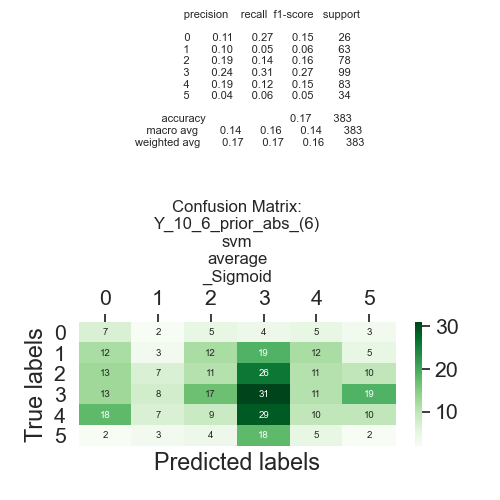 precision recall f1-score support
0 0.11 0.27 0.15 26
1 0.10 0.05 0.06 63
2 0.19 0.14 0.16 78
3 0.24 0.31 0.27 99
4 0.19 0.12 0.15 83
5 0.04 0.06 0.05 34
accuracy 0.17 383
macro avg 0.14 0.16 0.14 383
weighted avg 0.17 0.17 0.16 383
Confusion Matrix:
Y_10_6_prior_abs_(6)
svm
average
_Sigmoid
0 1 2 3 4 5
0 7 2 5 4 5 3
1 12 3 12 19 12 5
2 13 7 11 26 11 10
3 13 8 17 31 11 19
4 18 7 9 29 10 10
5 2 3 4 18 5 2
True labels
Predicted labels
30
20
10